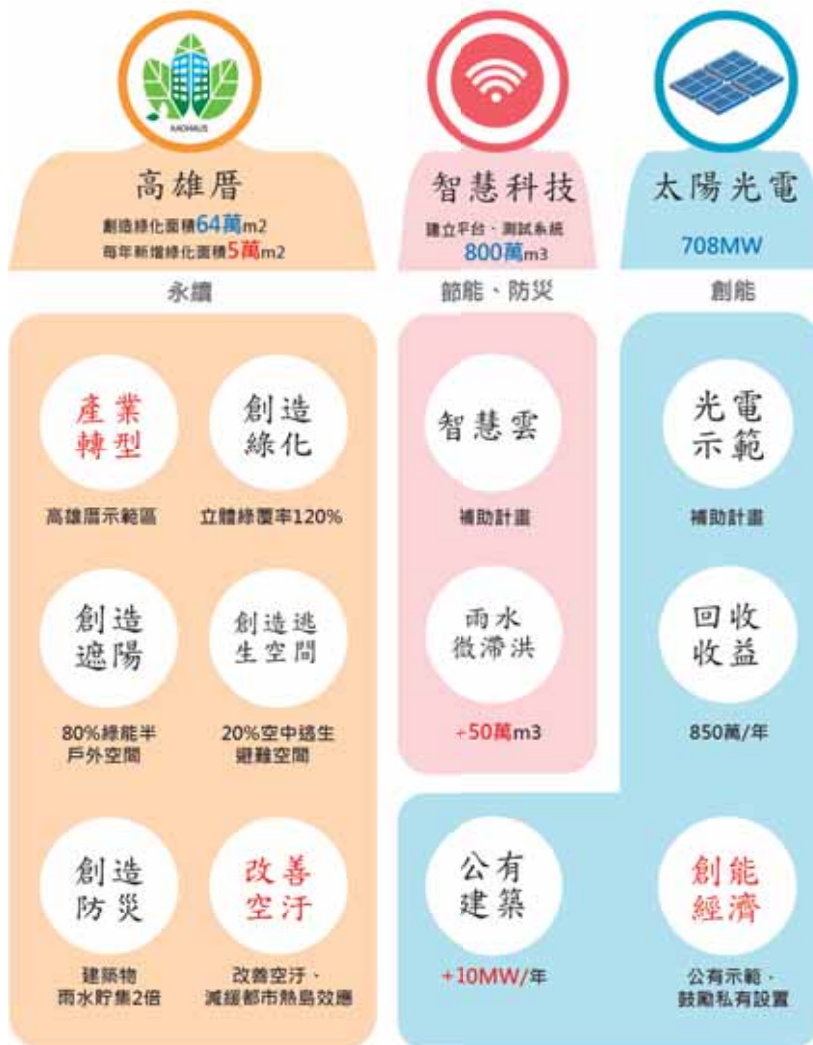 KAOHAUS
高雄厝
創造綠化面積64萬m2
每年新增綠化面積5萬m2
永續
產業
轉型
高雄厝示範區
創造
綠化
立體綠覆率120%
創造
遮陽
80%綠能半
戶外空間
創造逃
生空間
20%空中逃生
避難空間
創造
防災
建築物
雨水貯集2倍
改善
空汙
改善空汙、
減緩都市熱島效應
智慧科技
建立平台、測試系統
800萬m3
節能、防災
智慧雲
補助計畫
雨水
微滯洪
+50萬m3
太陽光電
708MW
創能
光電
示範
補助計畫
回收
收益
850萬/年
公有
建築
+10MW/年
創能
經濟
公有示範、
鼓勵私有設置